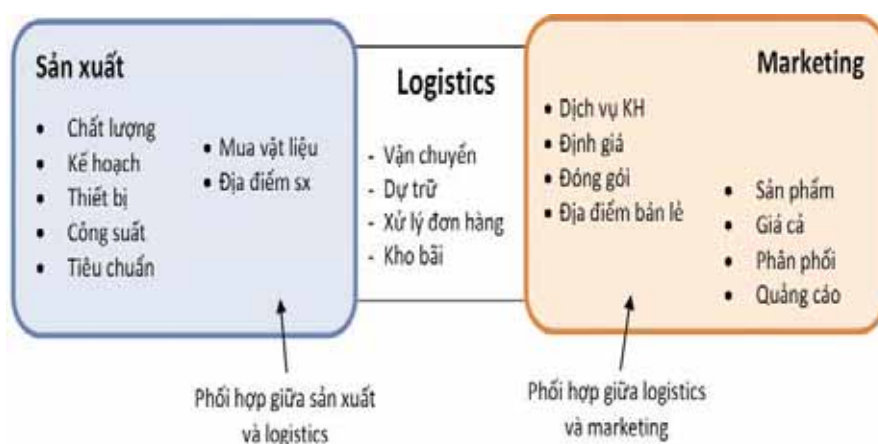 Sản xuất
• Chất lượng
• Kế hoạch
• Thiết bị
• Công suất
• Tiêu chuẩn
• Mua vật liệu
• Địa điểm sx
Logistics
- Vận chuyển
- Dự trữ
- Xử lý đơn hàng
- Kho bãi
Marketing
• Dịch vụ KH
• Định giá
• Đóng gói
• Địa điểm bán lẻ
• Sản phẩm
• Giá cả
• Phân phối
• Quảng cáo
Phối hợp giữa sản xuất
và logistics
Phối hợp giữa logistics
và marketing